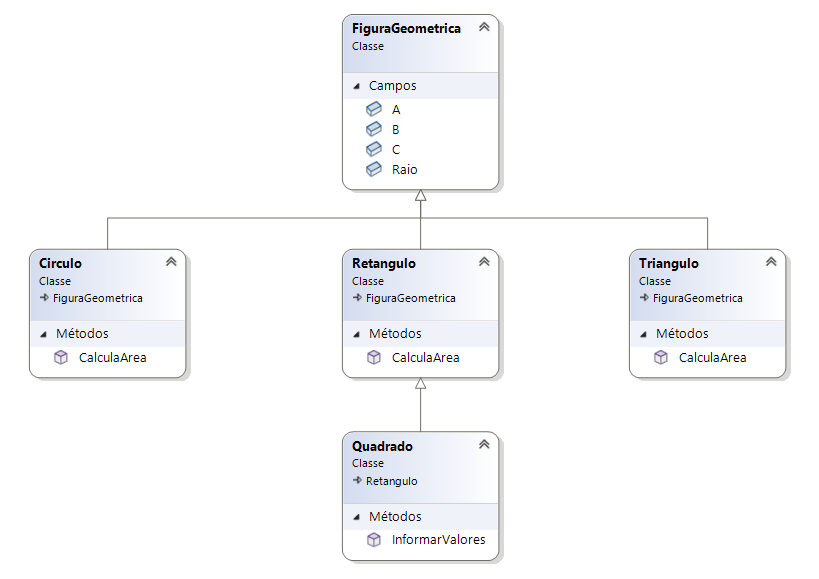 FiguraGeometrica
Classe
Campos
A
B
C
Raio
Circulo
Classe
FiguraGeometrica
Métodos
CalculaArea
Retangulo
Classe
FiguraGeometrica
Métodos
CalculaArea
Triangulo
Classe
FiguraGeometrica
Métodos
CalculaArea
Quadrado
Classe
Retangulo
Métodos
InformarValores